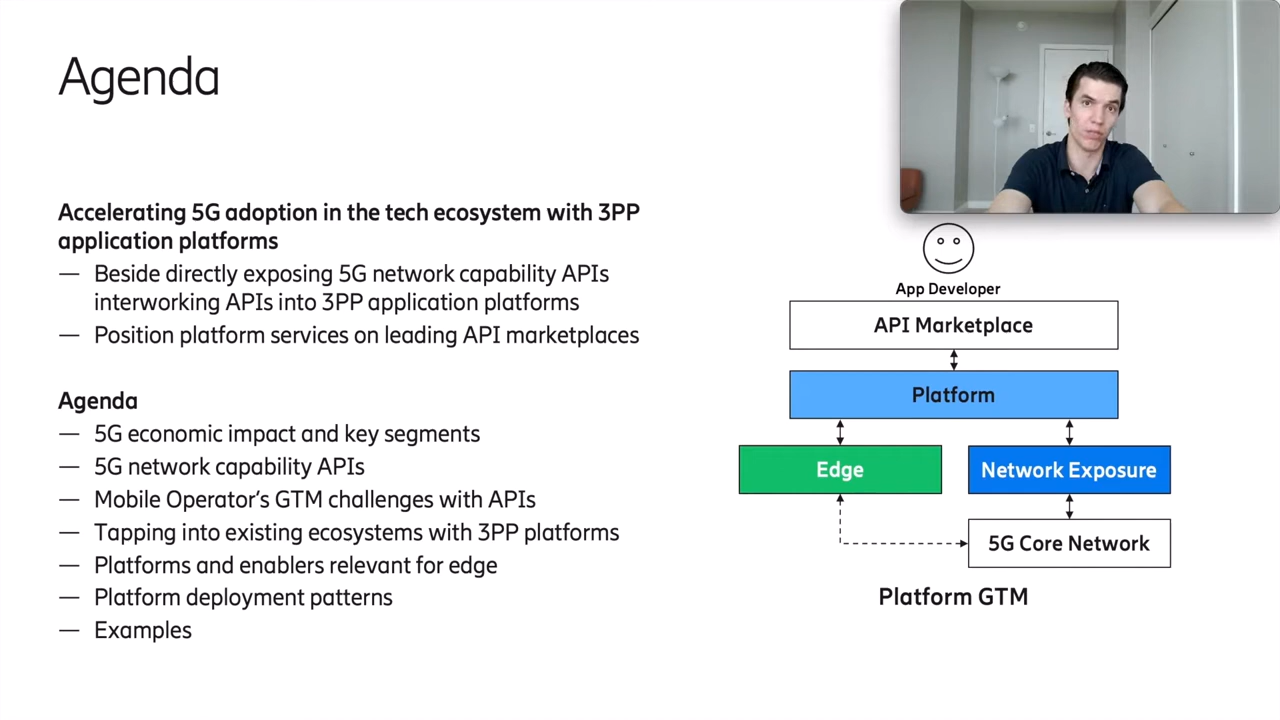 Agenda
Accelerating 5G adoption in the tech ecosystem with 3PP
application platforms
— Beside directly exposing 5G network capability APIs
interworking APIs into 3PP application platforms
— Position platform services on leading API marketplaces
Agenda
— 5G economic impact and key segments
— 5G network capability APIs
— Mobile Operator’s GTM challenges with APIs
— Tapping into existing ecosystems with 3PP platforms
— Platforms and enablers relevant for edge
— Platform deployment patterns
— Examples
App Developer
API Marketplace
Platform
Edge
Network Exposure
5G Core Network
Platform GTM